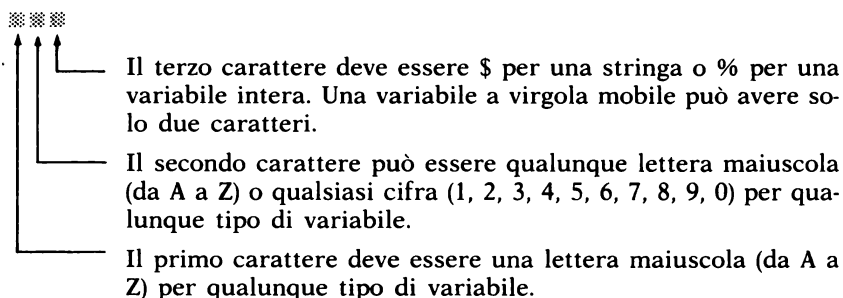 Il terzo carattere deve essere $ per una stringa o % per una
variabile intera. Una variabile a virgola mobile può avere so-
lo due caratteri.
Il secondo carattere può essere qualunque lettera maiuscola
(da A a Z) o qualsiasi cifra (1, 2, 3, 4, 5, 6, 7, 8, 9, 0) per qua-
lunque tipo di variabile.
Il primo carattere deve essere una lettera maiuscola (da A a
Z) per qualunque tipo di variabile.